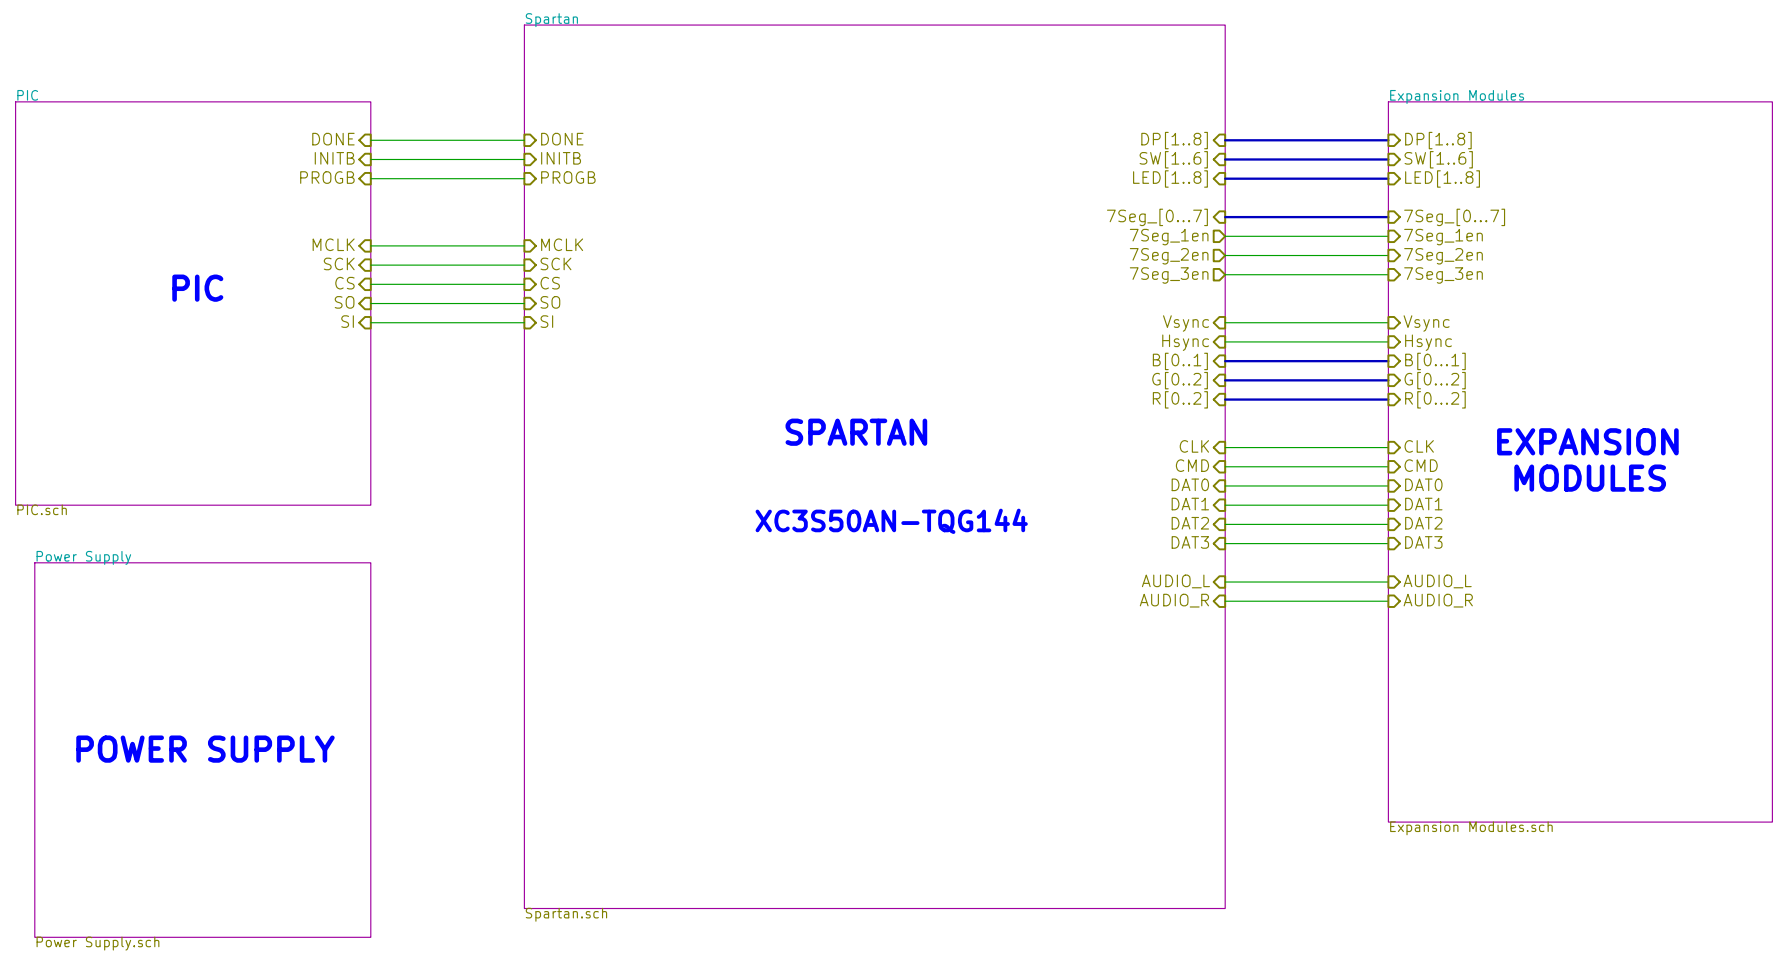 PIC
DONE
INITB
PROGB
MCLK
SCK
CS
SO
SI
PIC
PIC.sch
Power Supply
POWER SUPPLY
Power Supply.sch
Spartan
DONE
INITB
PROGB
MCLK
SCK
CS
SO
SI
SPARTAN
XC3S50AN-TQG144
DP[1..8]
SW[1..6]
LED[1..8]
7Seg_[0...7]
7Seg_1en
7Seg_2en
7Seg_3en
Vsync
Hsync
B[0..1]
G[0..2]
R[0..2]
CLK
CMD
DAT0
DAT1
DAT2
DAT3
AUDIO_L
AUDIO_R
Spartan.sch
Expansion Modules
DP[1..8]
SW[1..6]
LED[1..8]
7Seg_[0...7]
7Seg_1en
7Seg_2en
7Seg_3en
Vsync
Hsync
B[0...1]
G[0...2]
R[0...2]
CLK
CMD
DAT0
DAT1
DAT2
DAT3
AUDIO_L
AUDIO_R
EXPANSION
MODULES
Expansion Modules.sch